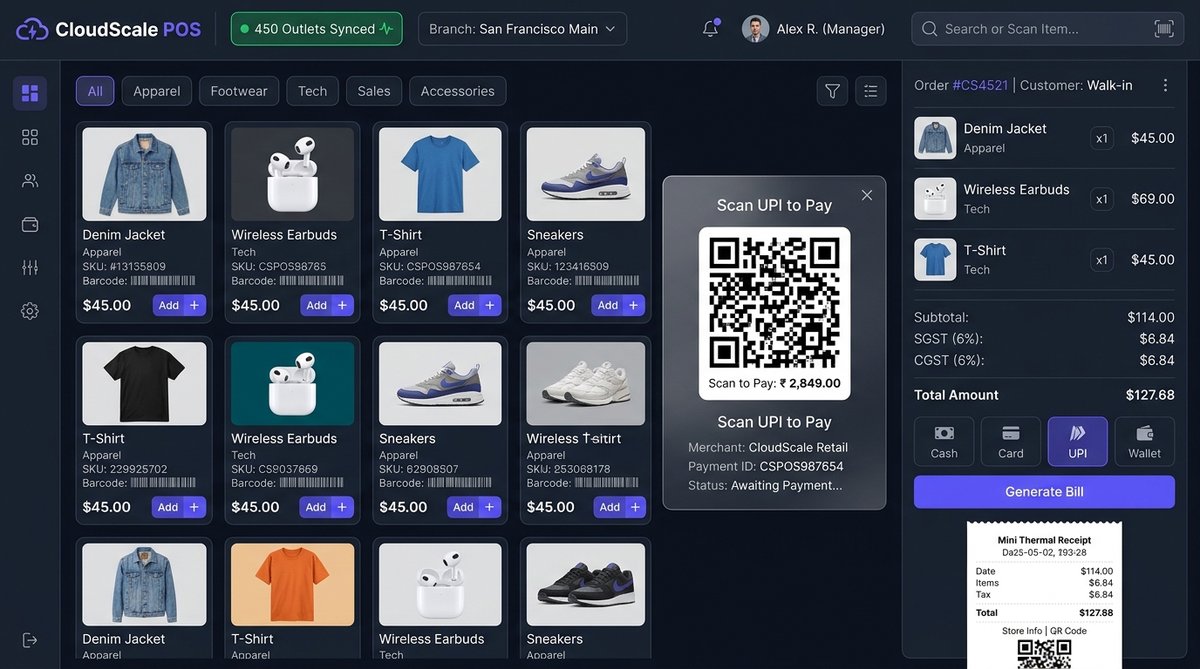 CloudScale POS
450 Outlets Synced
Branch: San Francisco Main
Alex R. (Manager)
Search or Scan Item...
All
Apparel
Footwear
Tech
Sales
Accessories
Denim Jacket
Apparel
SKU: #13135809
Barcode:
$45.00
Add +
Wireless Earbuds
Tech
SKU: CSPOS98765
Barcode:
$45.00
Add +
T-Shirt
Apparel
SKU: CSPOS987654
Barcode:
$45.00
Add +
Sneakers
Apparel
SKU: 123416509
Barcode:
$45.00
Add +
T-Shirt
Apparel
SKU: 229925702
Barcode:
$45.00
Add +
Wireless Earbuds
Tech
SKU: CS9037669
Barcode:
$45.00
Add +
Sneakers
Apparel
SKU: 62908507
Barcode:
$45.00
Add +
Wireless
Apparel
SKU: 253068178
Barcode:
$45.00
Add +
Denim Jacket
Apparel
T-Shirt
Apparel
Wireless Earbuds
Tech
Sneakers
Apparel
Scan UPI to Pay
Scan to Pay: ₹ 2,849.00
Scan UPI to Pay
Merchant: CloudScale Retail
Payment ID: CSPOS987654
Status: Awaiting Payment...
Order #CS4521 | Customer: Walk-in
Denim Jacket
Apparel
x1
$45.00
Wireless Earbuds
Tech
x1
$69.00
T-Shirt
Tech
x1
$45.00
Subtotal: $114.00
SGST (6%): $6.84
CGST (6%): $6.84
Total Amount $127.68
Cash
Card
UPI
Wallet
Generate Bill
Mini Thermal Receipt
Da25-05-02, 193-28
Date $114.00
Items $6.84
Tax $6.84
Total $127.88
Store Info | QR Code